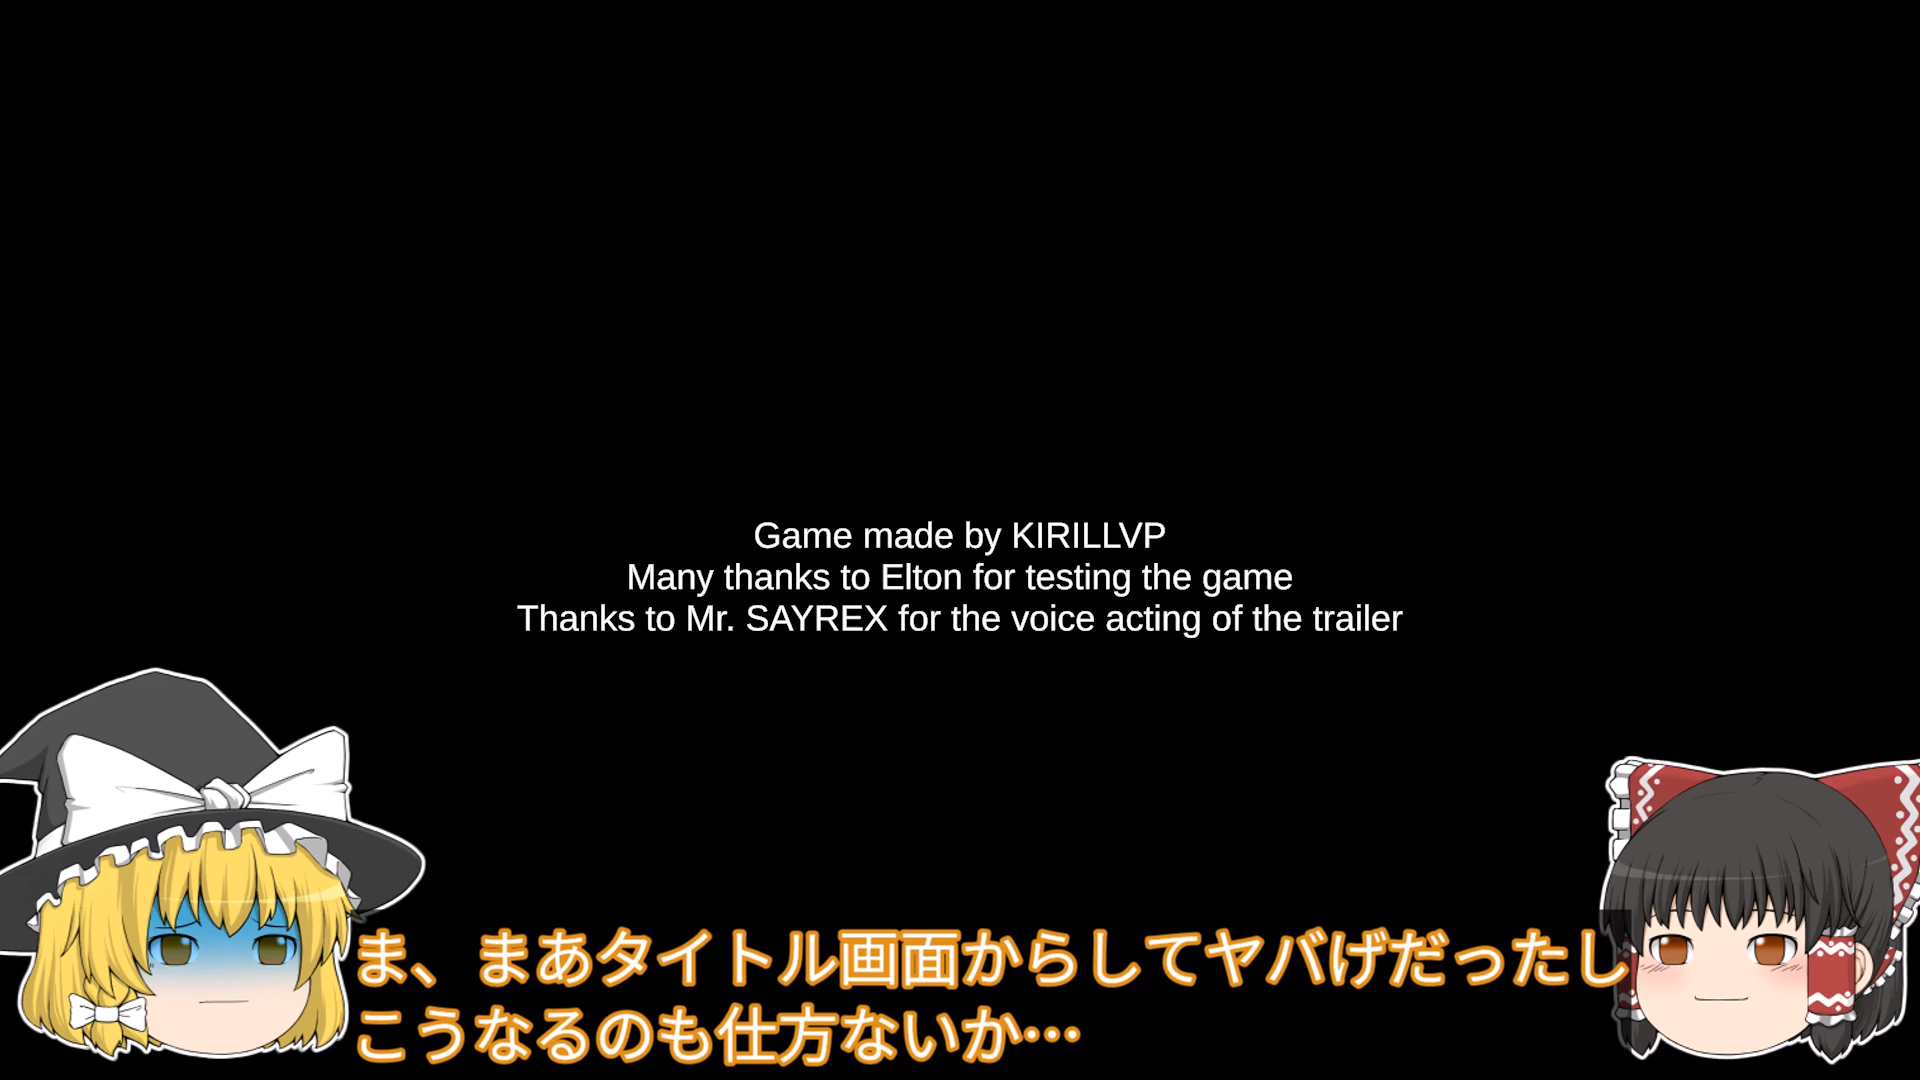 Game made by KIRILLVP
Many thanks to Elton for testing the game
Thanks to Mr. SAYREX for the voice acting of the trailer
ま、まあタイトル画面からしてヤバげだったし
こうなるのも仕方ないか…